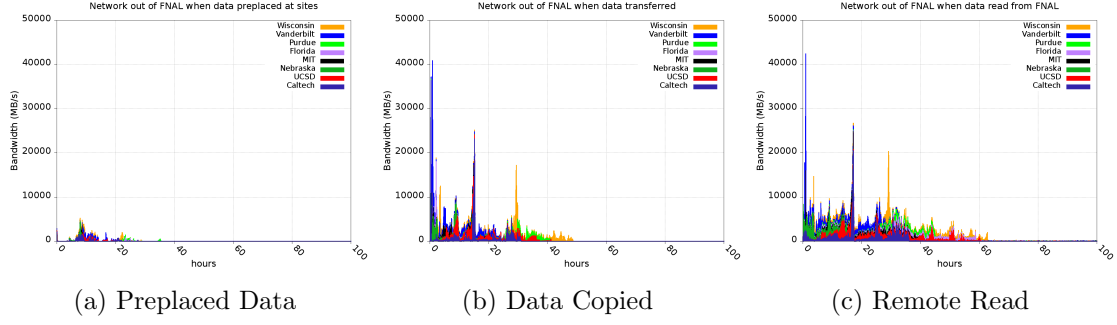 Network out of FNAL when data preplaced at sites
50000
40000
30000
20000
10000
0
Bandwidth (MB/s)
Wisconsin
Vanderbilt
Purdue
Florida
MIT
Nebraska
UCSD
Caltech
0
20
40
60
80
100
hours
(a) Preplaced Data
Network out of FNAL when data transferred
50000
40000
30000
20000
10000
0
Bandwidth (MB/s)
Wisconsin
Vanderbilt
Purdue
Florida
MIT
Nebraska
UCSD
Caltech
0
20
40
60
80
100
hours
(b) Data Copied
Network out of FNAL when data read from FNAL
50000
40000
30000
20000
10000
0
Bandwidth (MB/s)
Wisconsin
Vanderbilt
Purdue
Florida
MIT
Nebraska
UCSD
Caltech
0
20
40
60
80
100
hours
(c) Remote Read